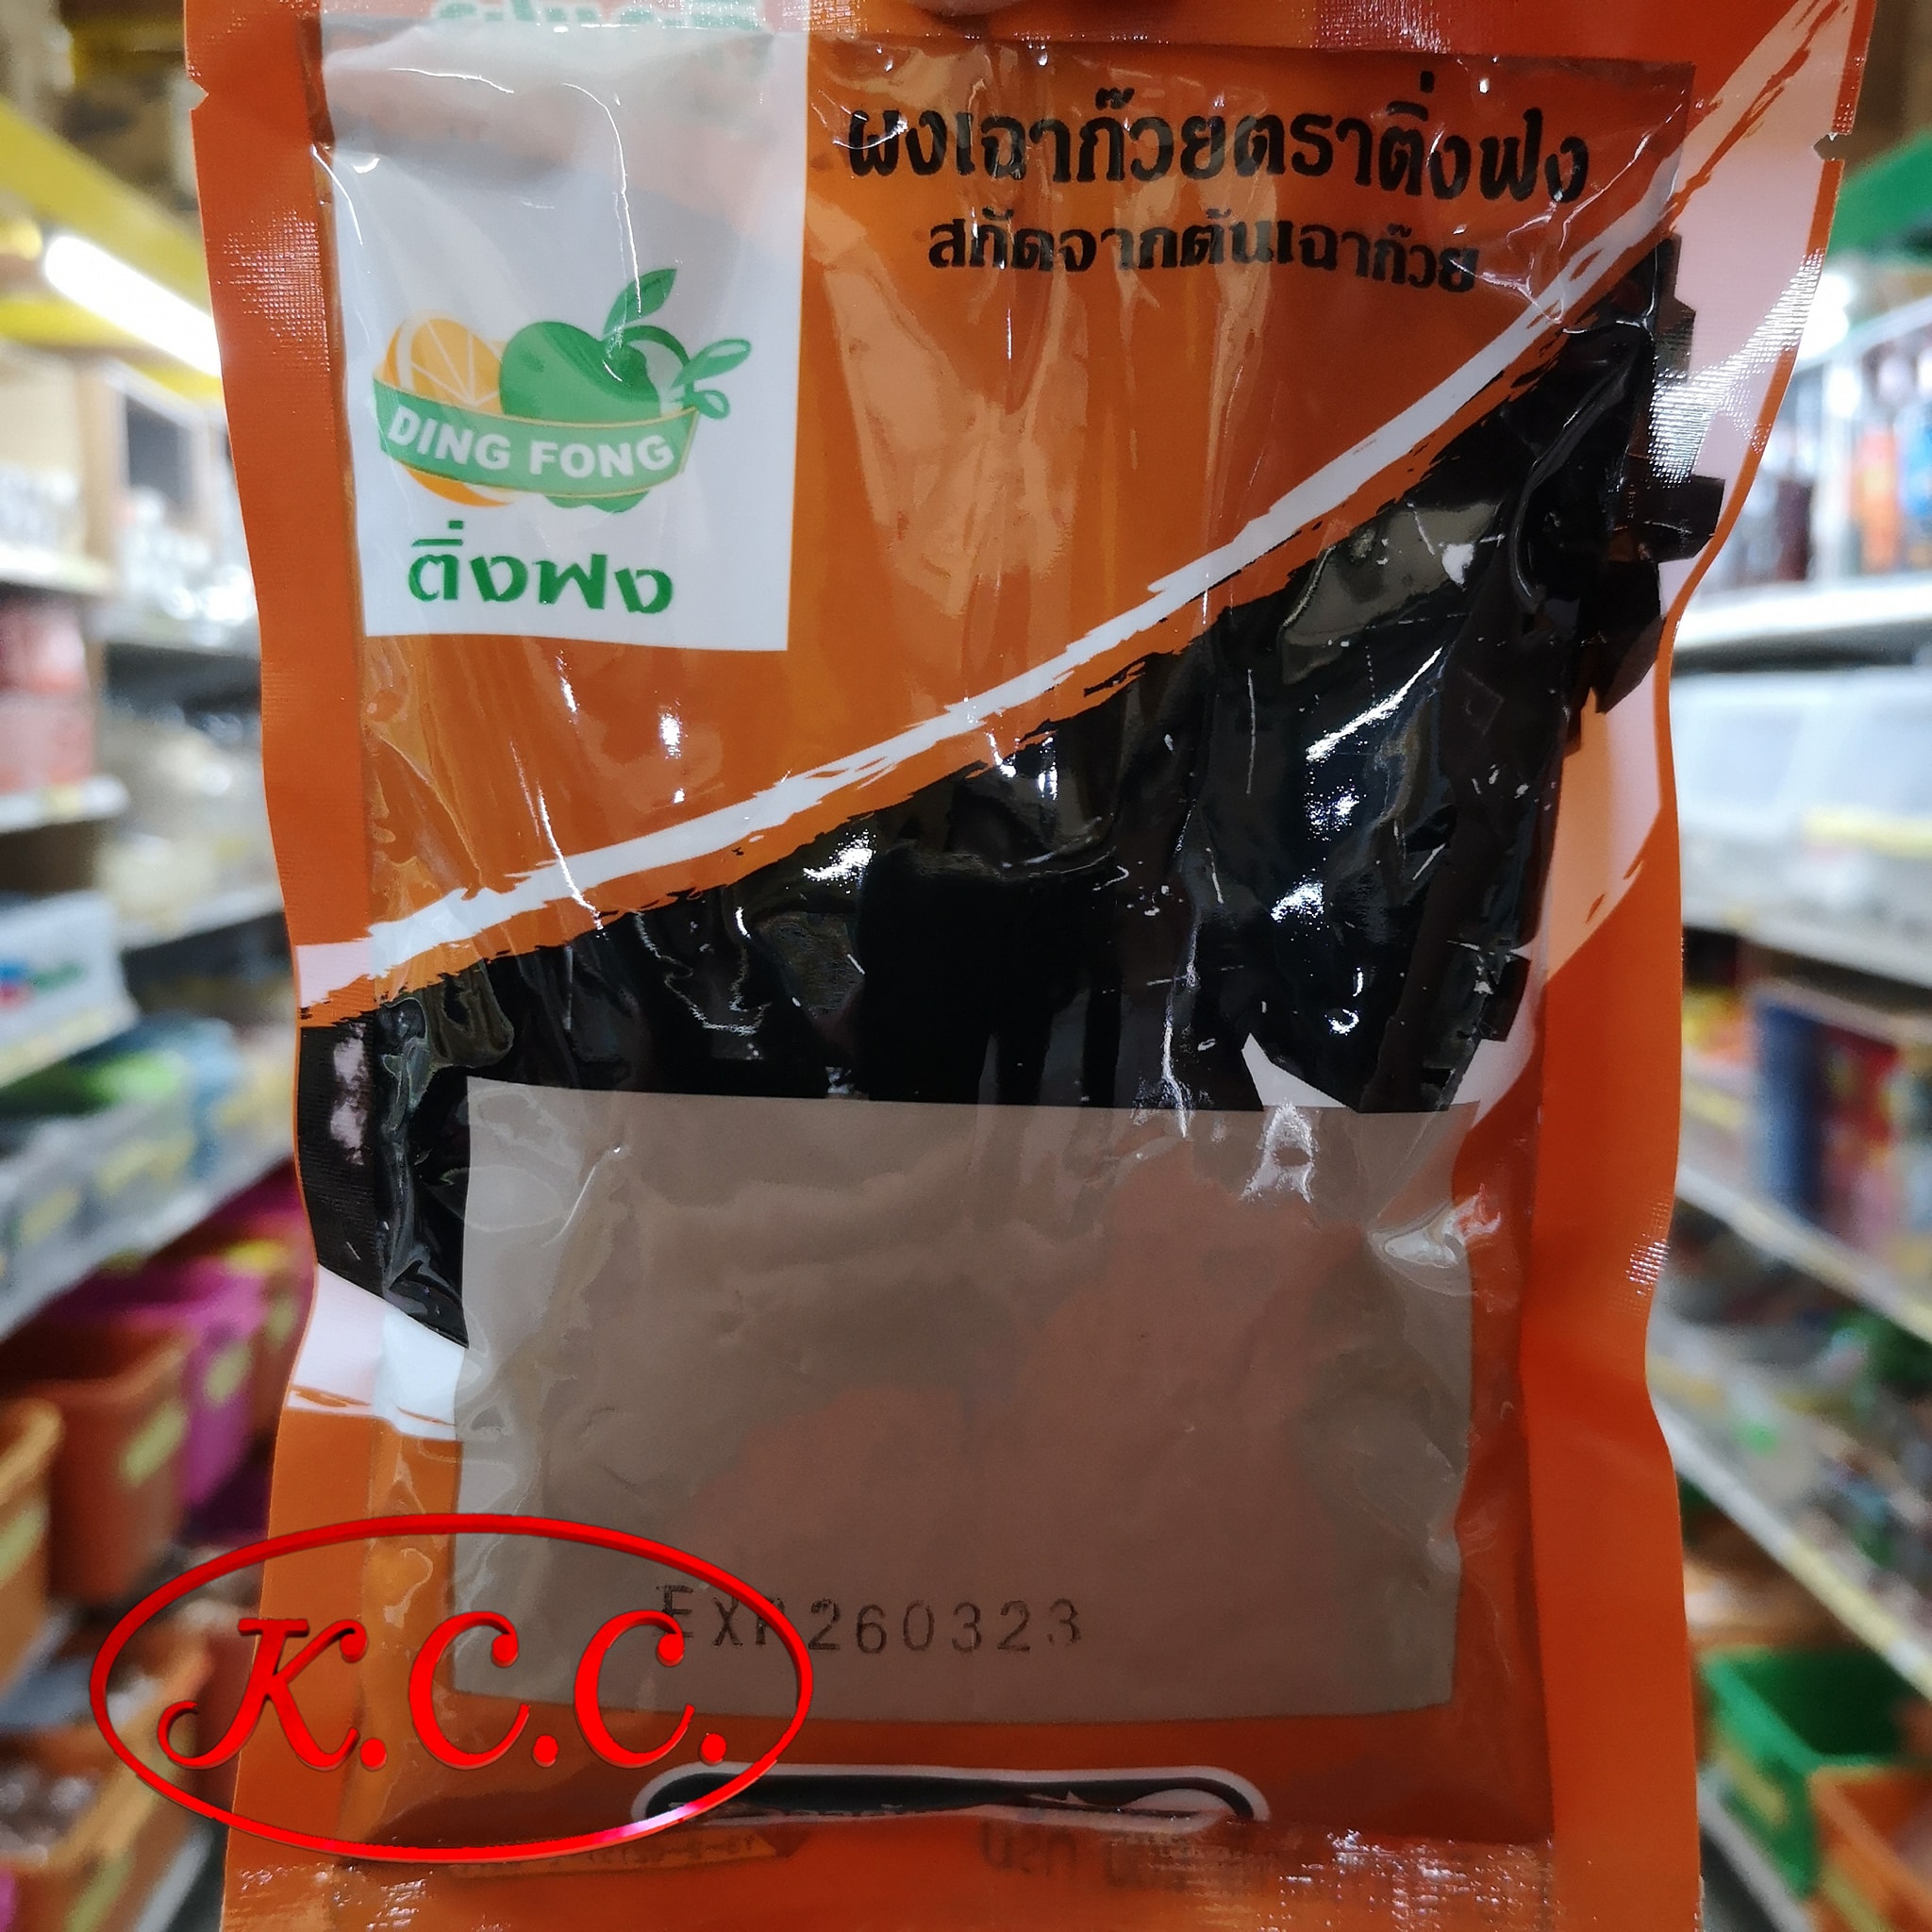 ผงเฉาก๊วยตราติ่งฟง
สกัดจากต้นเฉาก๊วย
DING FONG
ติ่งฟง
EXP260323
K.C.C.